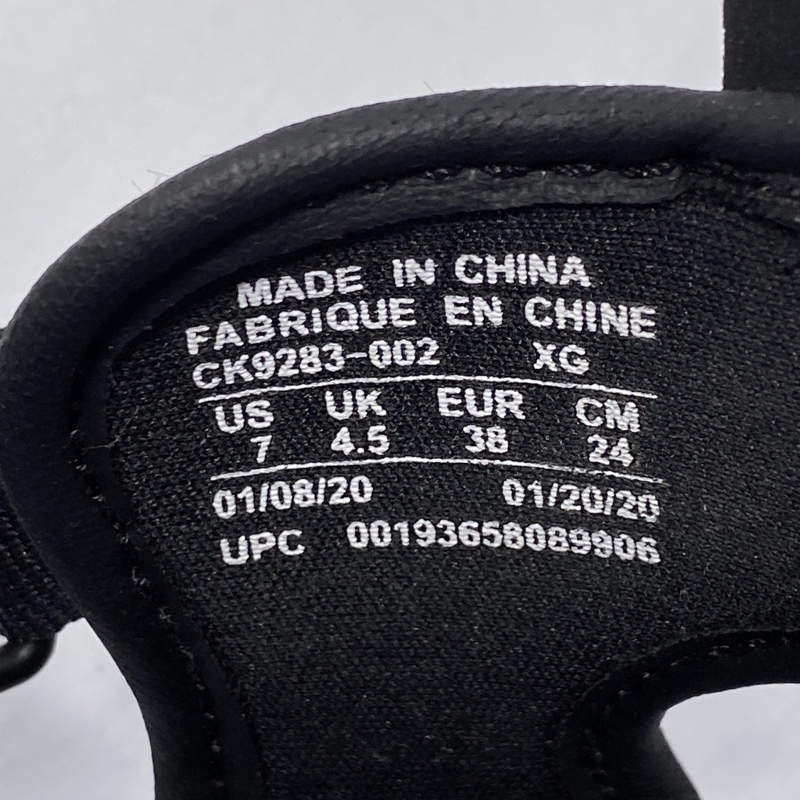 MADE IN CHINA
FABRIQUE EN CHINE
CK9283-002 XG
US UK EUR CM
7 4.5 38 24
01/08/20 01/20/20
UPC 00193658089906